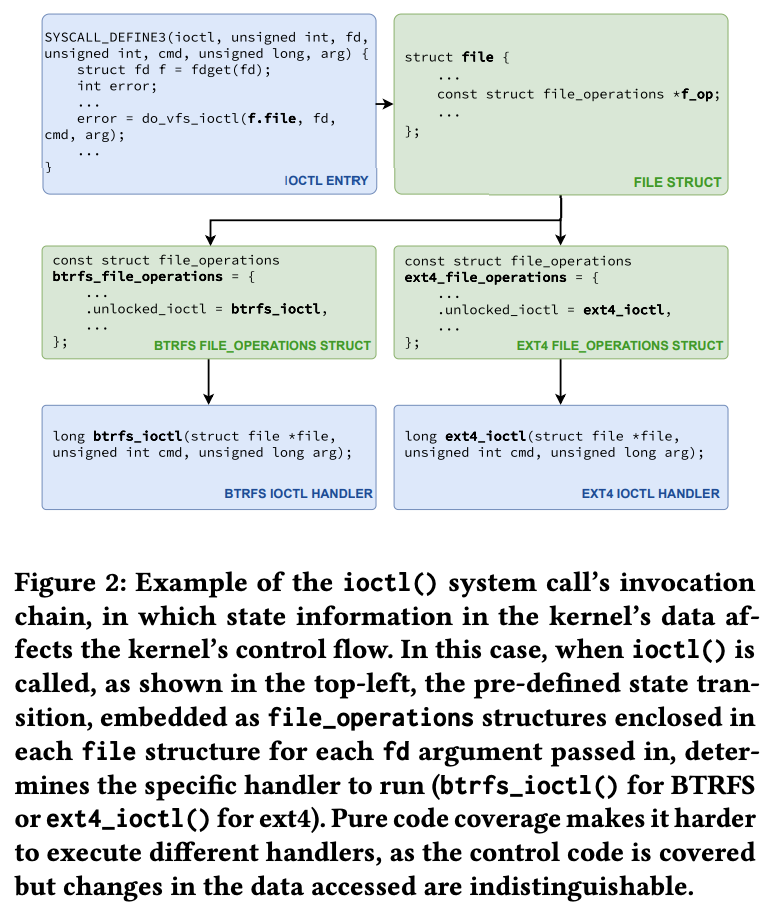 SYSCALL_DEFINE3(ioctl, unsigned int, fd,
unsigned int, cmd, unsigned long, arg) {
    struct fd f = fdget(fd);
    int error;
    ...
    error = do_vfs_ioctl(f.file, fd,
cmd, arg);
    ...
}
IOCTL ENTRY
struct file {
    ...
    const struct file_operations *f_op;
    ...
};
FILE STRUCT
const struct file_operations
btrfs_file_operations = {
    ...
    .unlocked_ioctl = btrfs_ioctl,
    ...
};
BTRFS FILE_OPERATIONS STRUCT
const struct file_operations
ext4_file_operations = {
    ...
    .unlocked_ioctl = ext4_ioctl,
    ...
};
EXT4 FILE_OPERATIONS STRUCT
long btrfs_ioctl(struct file *file,
unsigned int cmd, unsigned long arg);
BTRFS IOCTL HANDLER
long ext4_ioctl(struct file *file,
unsigned int cmd, unsigned long arg);
EXT4 IOCTL HANDLER
Figure 2: Example of the ioctl() system call's invocation
chain, in which state information in the kernel's data af-
fects the kernel's control flow. In this case, when ioctl() is
called, as shown in the top-left, the pre-defined state tran-
sition, embedded as file_operations structures enclosed in
each file structure for each fd argument passed in, deter-
mines the specific handler to run (btrfs_ioctl() for BTRFS
or ext4_ioctl() for ext4). Pure code coverage makes it harder
to execute different handlers, as the control code is covered
but changes in the data accessed are indistinguishable.